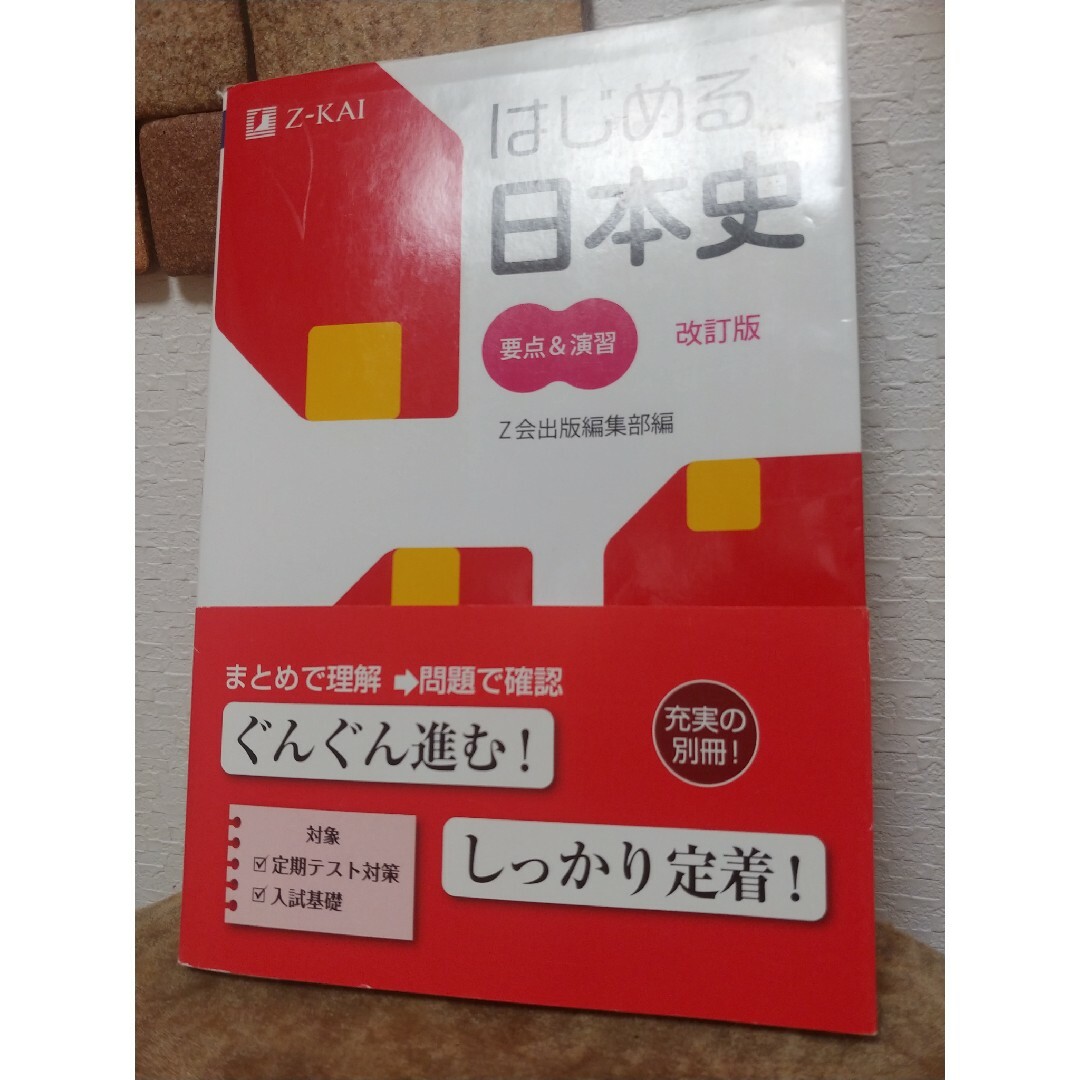 Z-KAI
はじめる
日本史
要点&演習
改訂版
Z会出版編集部編
まとめで理解 ➡問題で確認
ぐんぐん進む!
充実の
別冊!
対象
☑定期テスト対策
☑入試基礎
しっかり定着!